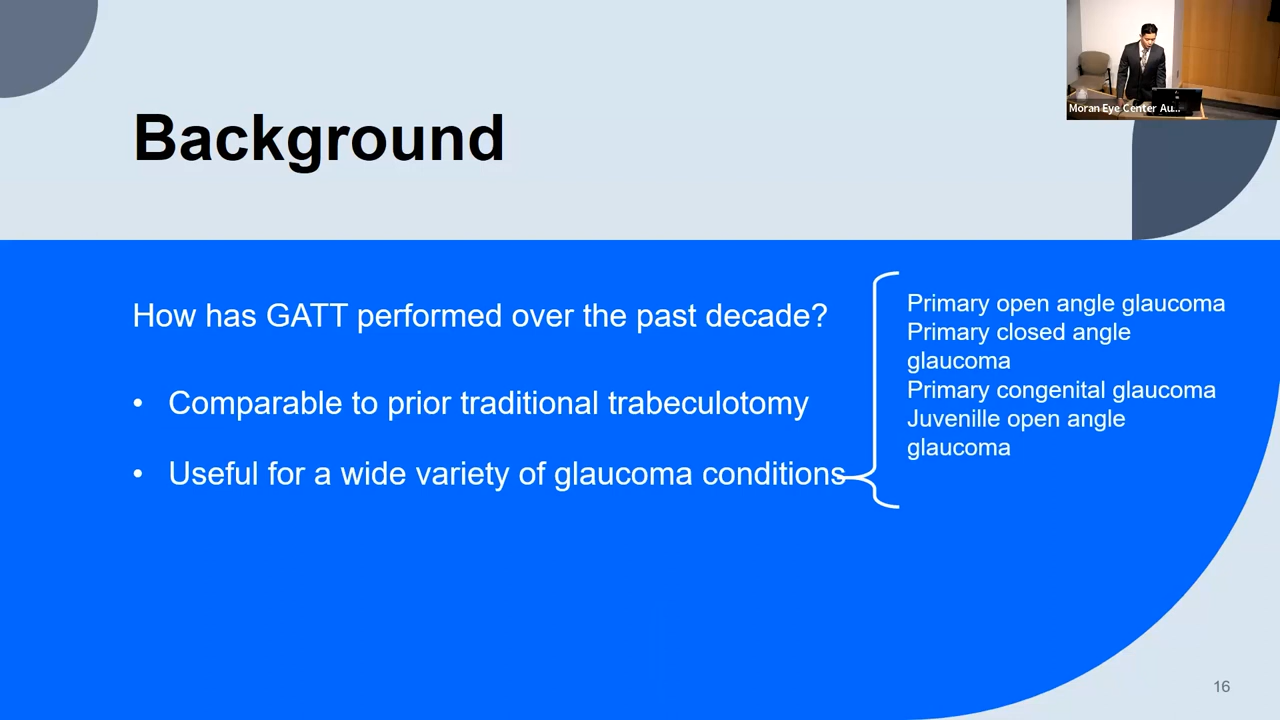 Moran Eye Center Au...
Background
How has GATT performed over the past decade?
• Comparable to prior traditional trabeculotomy
• Useful for a wide variety of glaucoma conditions
Primary open angle glaucoma
Primary closed angle
glaucoma
Primary congenital glaucoma
Juvenille open angle
glaucoma
16